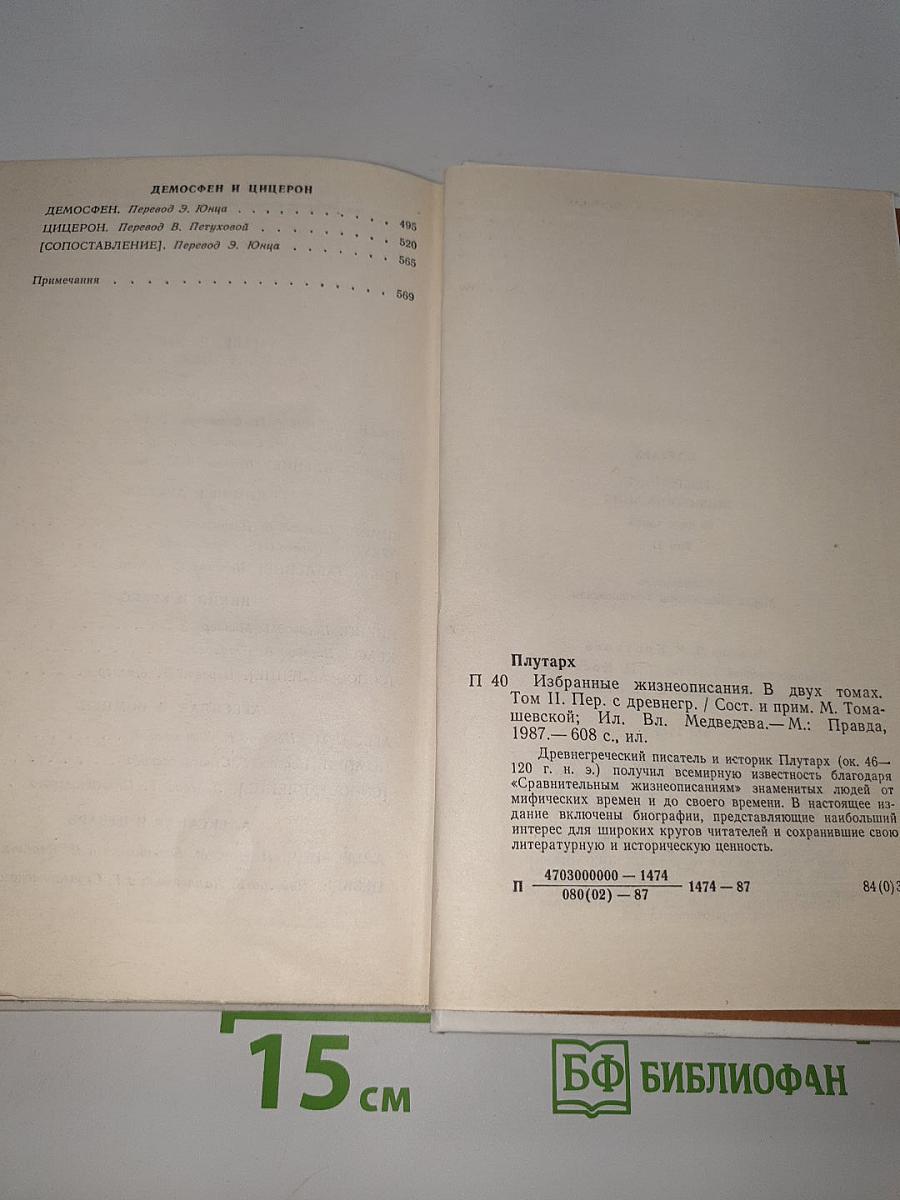 ДЕМОСФЕН И ЦИЦЕРОН
ДЕМОСФЕН. Перевод Э. Юнца . . . . . . . . . . 495
ЦИЦЕРОН. Перевод В. Петуховой . . . . . . . . . 520
[СОПОСТАВЛЕНИЕ]. Перевод Э. Юнца . . . . . . . 565
Примечания . . . . . . . . . . . . . . . . . 569
Плутарх
П 40 Избранные жизнеописания. В двух томах.
Том II. Пер. с древнегр. / Сост. и прим. М. Тома-
шевской; Ил. Вл. Медведева.— М.: Правда,
1987.— 608 с., ил.
Древнегреческий писатель и историк Плутарх (ок. 46—
120 г. н. э.) получил всемирную известность благодаря
«Сравнительным жизнеописаниям» знаменитых людей от
мифических времен и до своего времени. В настоящее из-
дание включены биографии, представляющие наибольший
интерес для широких кругов читателей и сохранившие свою
литературную и историческую ценность.
4703000000 — 1474
П 1474 — 87 84(0)3
080(02) — 87
15 см
БФ БИБЛИОФАН